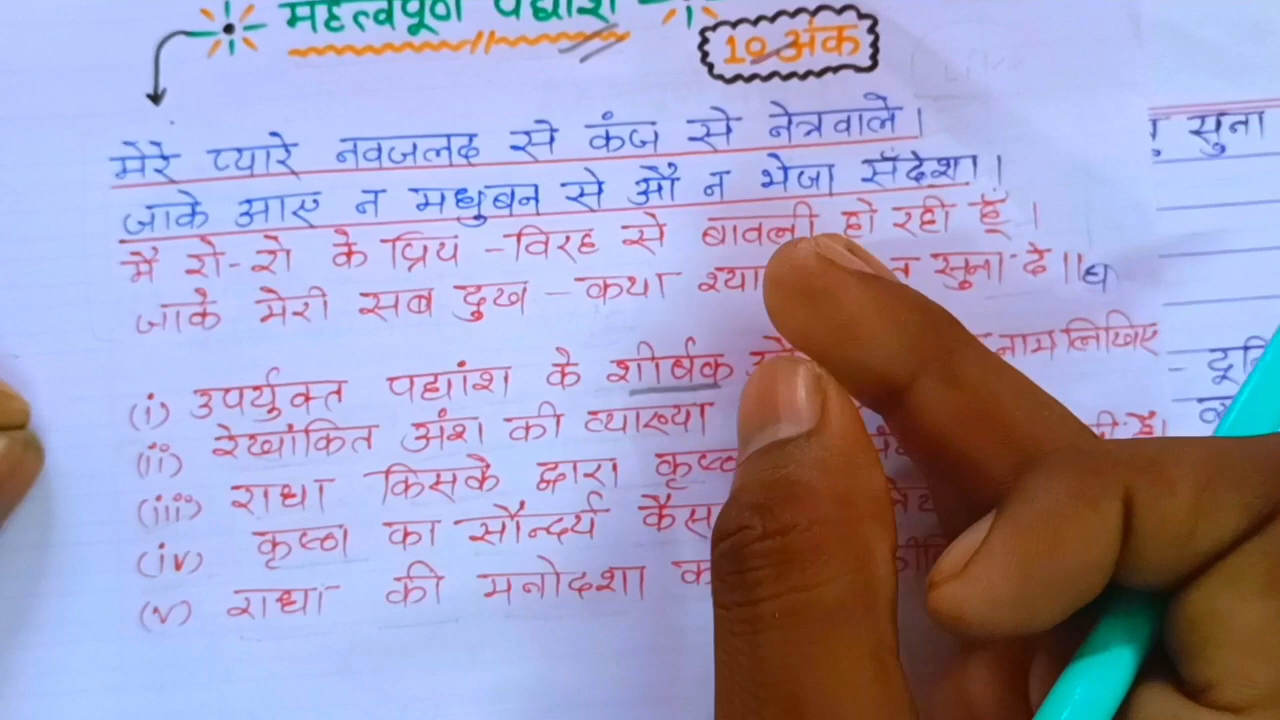 महत्वपूर्ण पद्यांश
10 अंक
मेरे प्यारे नवजलद से कंज से नेत्रवाले।
जाके आए न मधुबन से औ न भेजा सँदेशा।
मैं रो-रो के प्रिय-विरह से बावली हो रही हूँ।
जाके मेरी सब दुख-कथा श्या न सुना दे॥
(i) उपर्युक्त पद्यांश के शीर्षक नाम लिखिए
(ii) रेखांकित अंश की व्याख्या
(iii) राधा किसके द्वारा कृष्ण
(iv) कृष्ण का सौन्दर्य कैस
(v) राधा की मनोदशा क
सुना